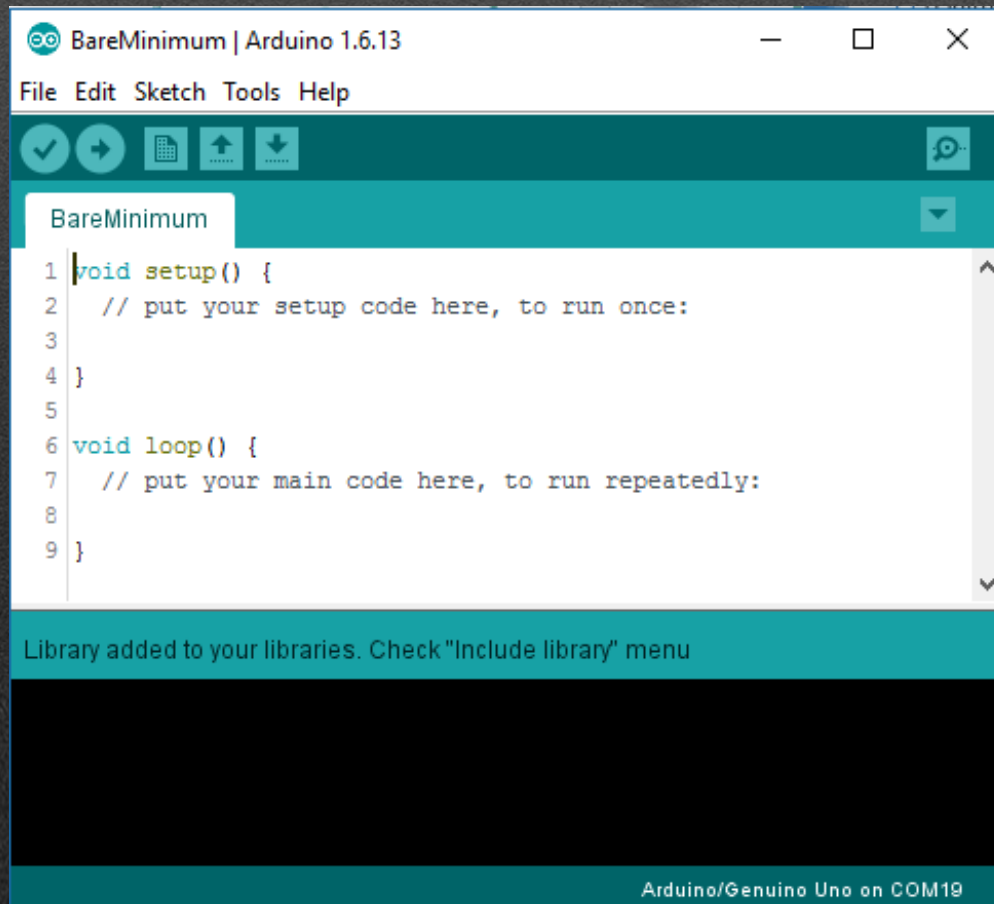 BareMinimum | Arduino 1.6.13
File Edit Sketch Tools Help
BareMinimum
1 void setup() {
2   // put your setup code here, to run once:
3
4 }
5
6 void loop() {
7   // put your main code here, to run repeatedly:
8
9 }
Library added to your libraries. Check "Include library" menu
Arduino/Genuino Uno on COM19